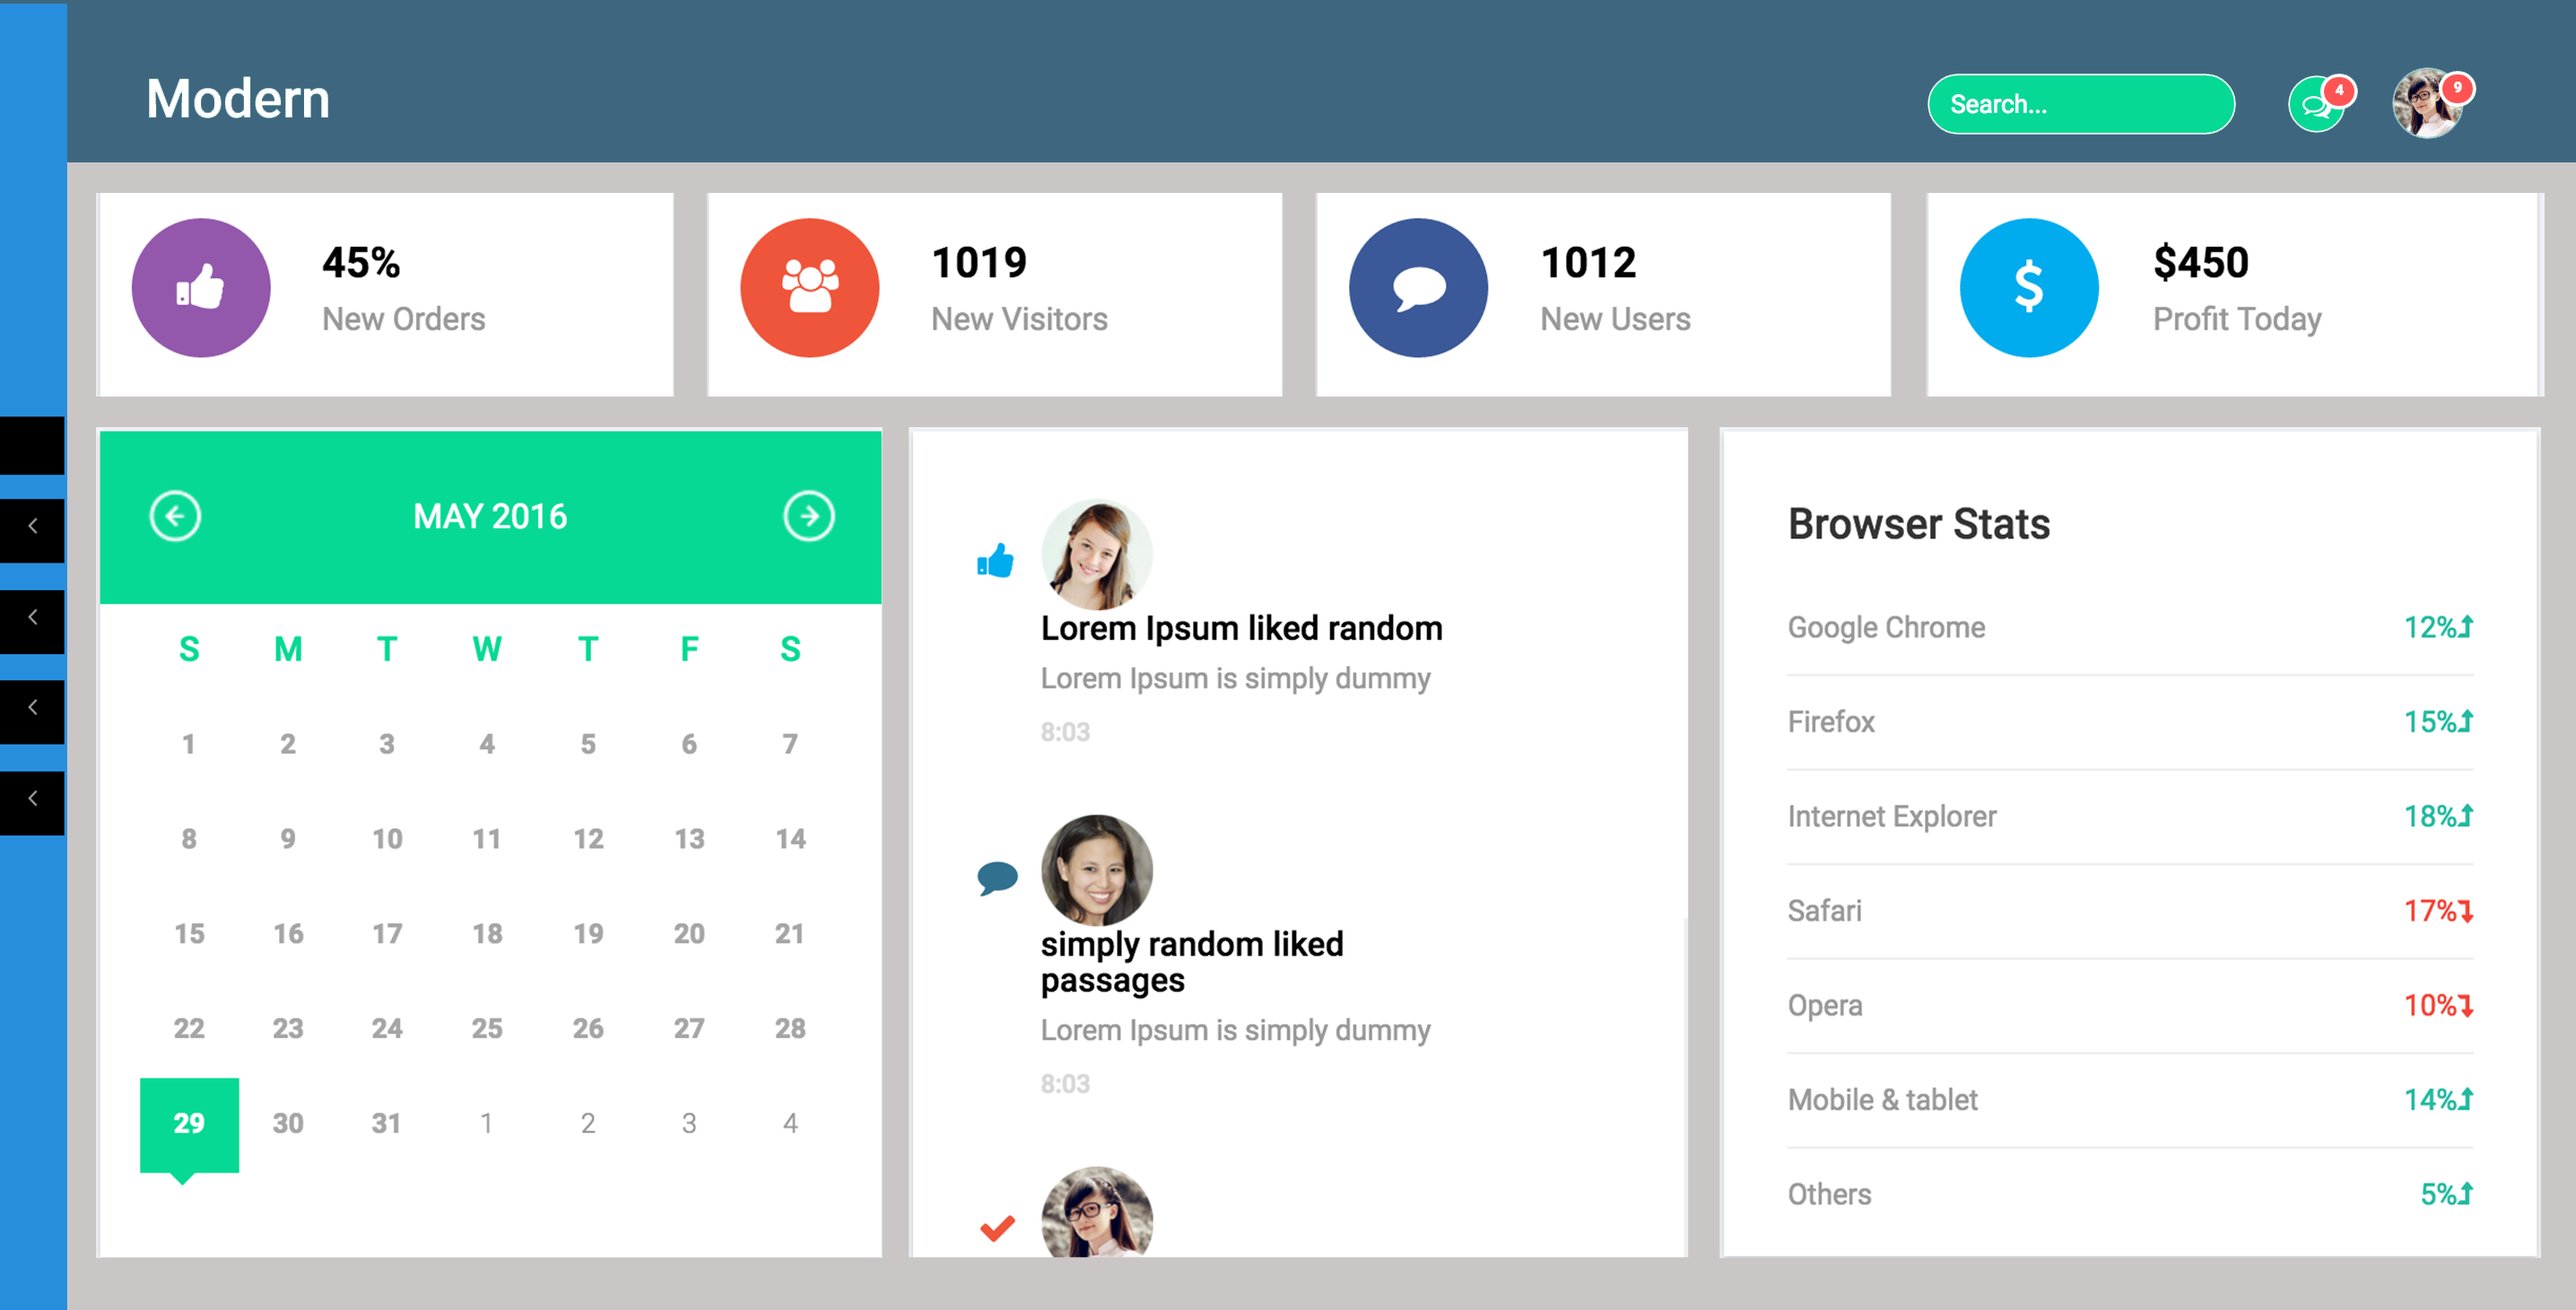 Modern
Search...
4
9
45%
New Orders
1019
New Visitors
1012
New Users
$450
Profit Today
MAY 2016
S M T W T F S
1 2 3 4 5 6 7
8 9 10 11 12 13 14
15 16 17 18 19 20 21
22 23 24 25 26 27 28
29 30 31 1 2 3 4
Lorem Ipsum liked random
Lorem Ipsum is simply dummy
8:03
simply random liked
passages
Lorem Ipsum is simply dummy
8:03
Browser Stats
Google Chrome 12%
Firefox 15%
Internet Explorer 18%
Safari 17%
Opera 10%
Mobile & tablet 14%
Others 5%